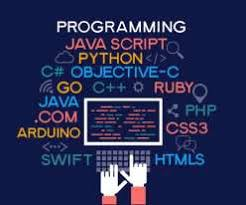 PROGRAMMING
JAVA SCRIPT
PYTHON </>
C# OBJECTIVE-C
GO C++ RUBY
JAVA PHP
.COM CSS3
ARDUINO
SWIFT HTML5